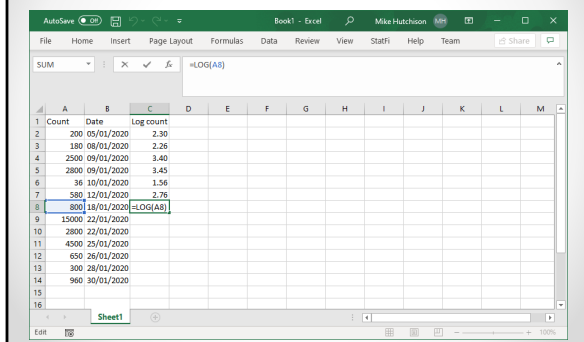 AutoSave Off Book1 - Excel Mike Hutchison MH
File Home Insert Page Layout Formulas Data Review View StatFi Help Team Share
SUM fx =LOG(A8)
A B C D E F G H I J K L M
1 Count Date Log count
2 200 05/01/2020 2.30
3 180 08/01/2020 2.26
4 2500 09/01/2020 3.40
5 2800 09/01/2020 3.45
6 36 10/01/2020 1.56
7 580 12/01/2020 2.76
8 800 18/01/2020 =LOG(A8)
9 15000 22/01/2020
10 2800 22/01/2020
11 4500 25/01/2020
12 650 26/01/2020
13 300 28/01/2020
14 960 30/01/2020
15
16
Sheet1
Edit 100%